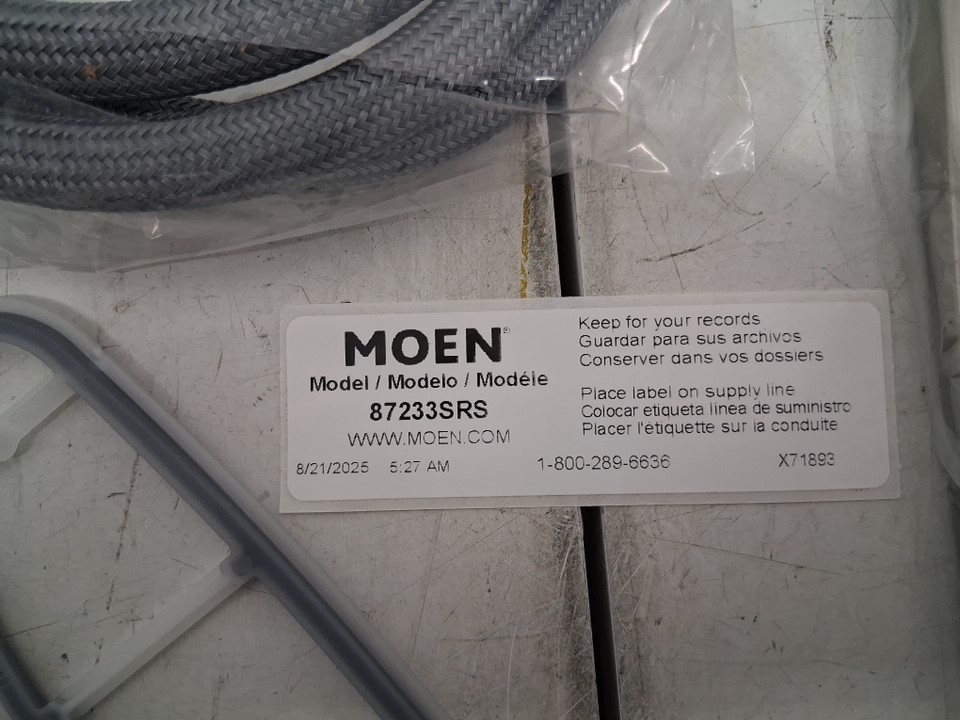 MOEN®
Model / Modelo / Modéle
87233SRS
WWW.MOEN.COM
8/21/2025 5:27 AM
Keep for your records
Guardar para sus archivos
Conserver dans vos dossiers
Place label on supply line
Colocar etiqueta línea de suministro
Placer l'étiquette sur la conduite
1-800-289-6636
X71893